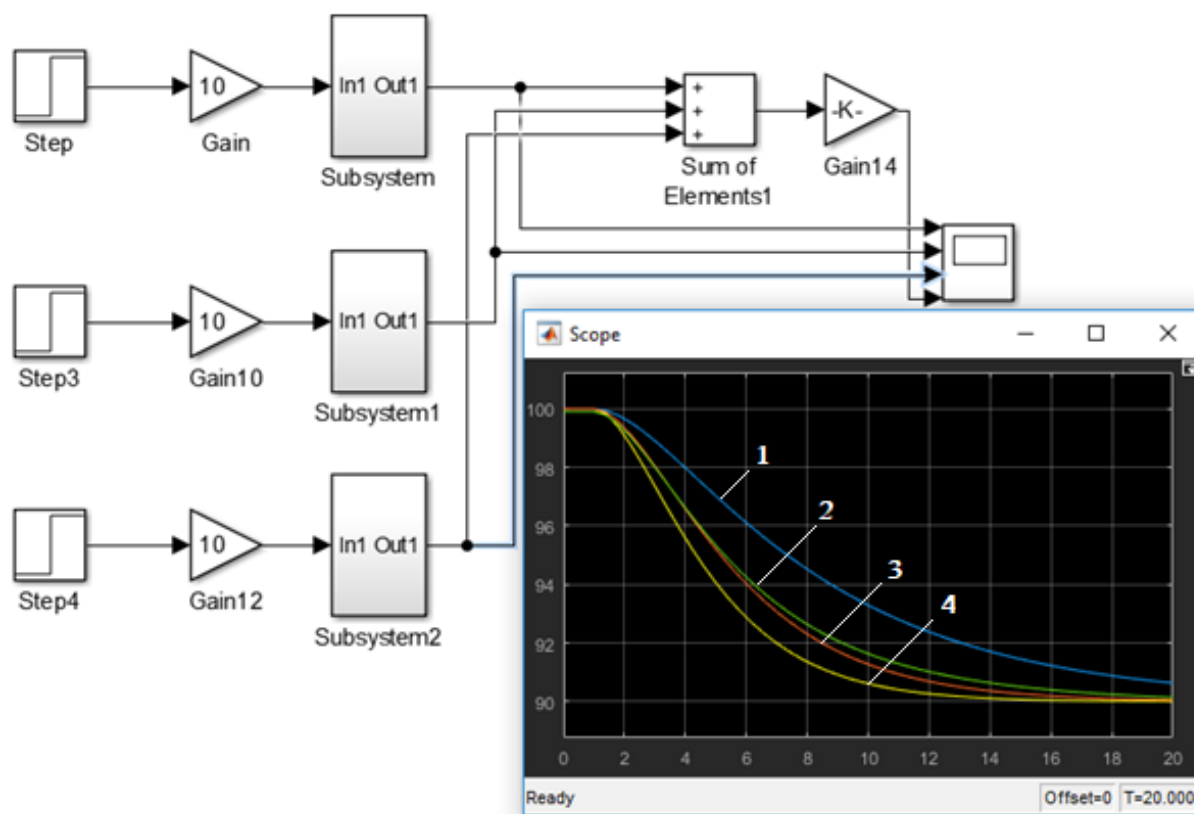 10
In1 Out1
+
+
+
-K-
Step
Gain
Subsystem
Sum of
Elements1
Gain14
10
In1 Out1
Step3
Gain10
Subsystem1
10
In1 Out1
Step4
Gain12
Subsystem2
Scope
100
98
96
94
92
90
1
2
3
4
0
2
4
6
8
10
12
14
16
18
20
Ready
Offset=0
T=20.000